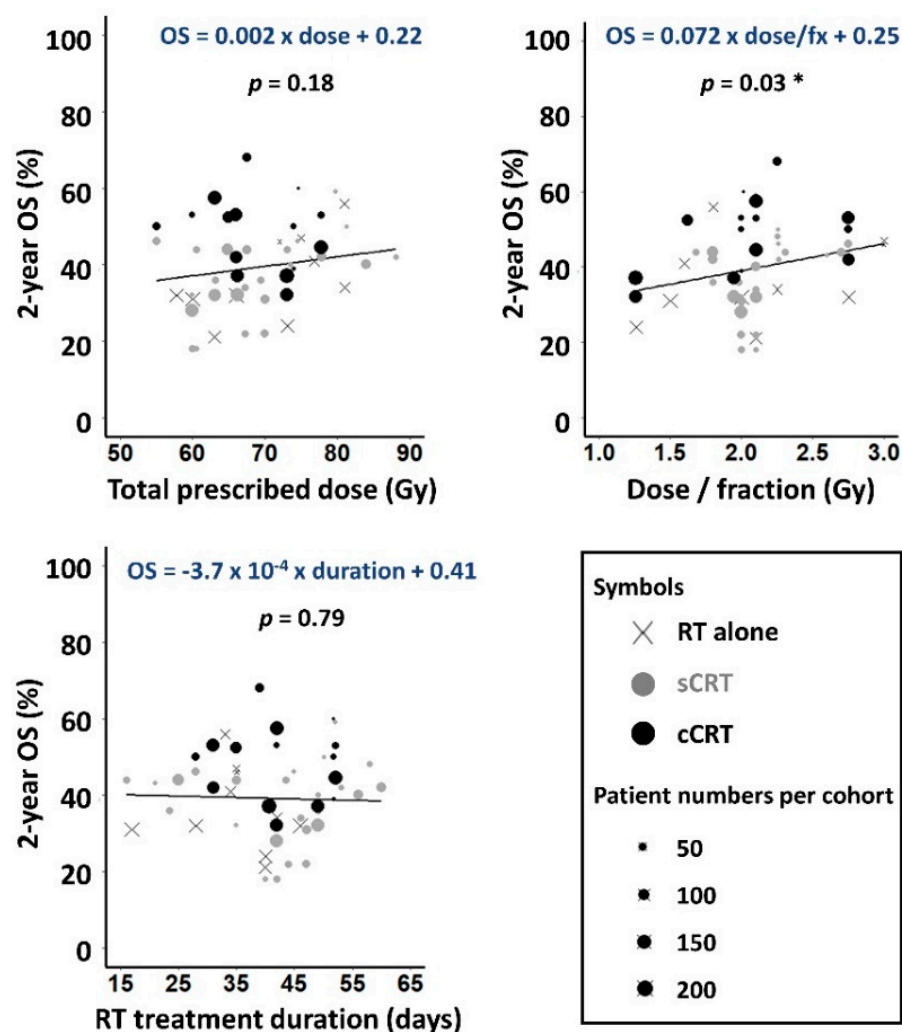 OS = 0.002 x dose + 0.22
p = 0.18
2-year OS (%)
100
80
60
40
20
0
50 60 70 80 90
Total prescribed dose (Gy)
OS = 0.072 x dose/fx + 0.25
p = 0.03 *
2-year OS (%)
100
80
60
40
20
0
1.0 2.0 2.0 3.0
Dose / fraction (Gy)
OS = -3.7 x 10⁻⁴ x duration + 0.41
p = 0.79
2-year OS (%)
100
80
60
40
20
0
15 25 35 45 55 65
RT treatment duration (days)
Symbols
RT alone
sCRT
cCRT
Patient numbers per cohort
50
100
150
200